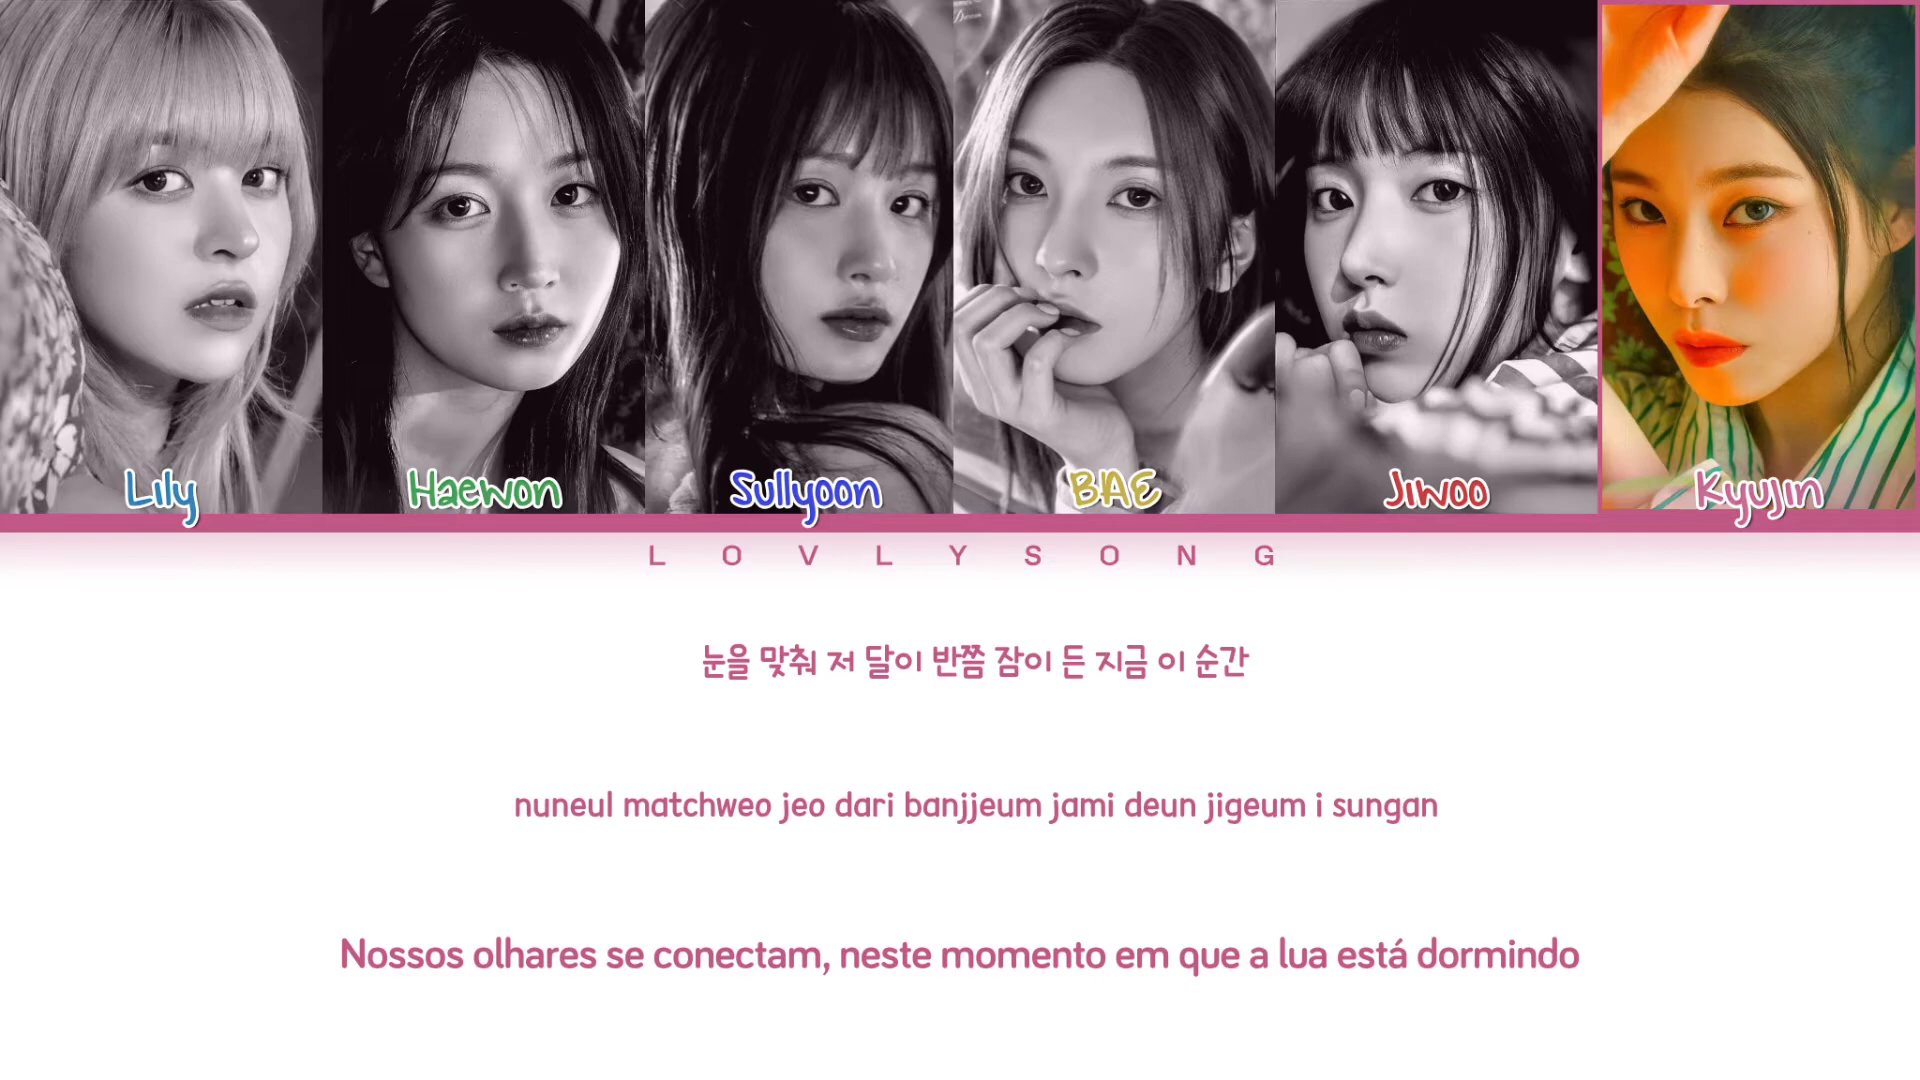 Lily
Haewon
Sullyoon
BAE
Jiwoo
Kyujin
LOVLYSONG
눈을 맞춰 저 달이 반쯤 잠이 든 지금 이 순간
nuneul matchweo jeo dari banjjeum jami deun jigeum i sungan
Nossos olhares se conectam, neste momento em que a lua está dormindo